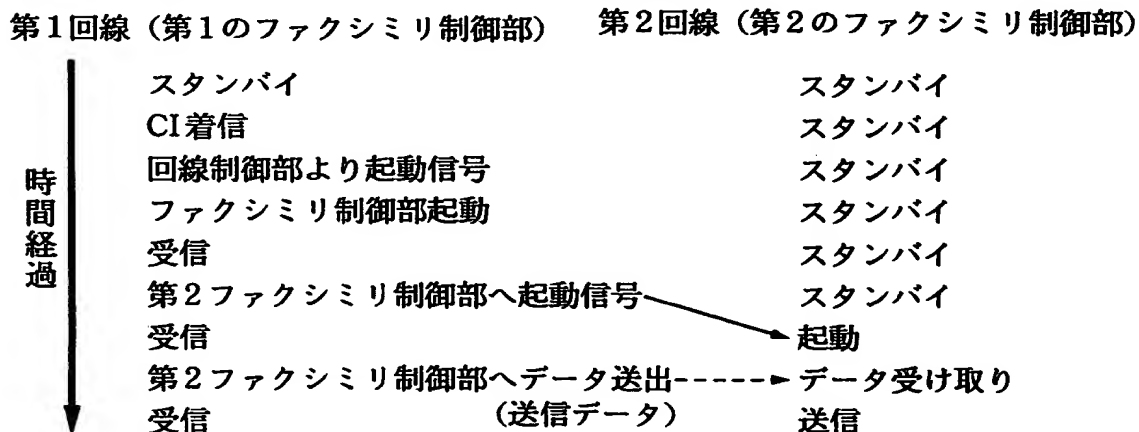 第1回線（第1のファクシミリ制御部） 第2回線（第2のファクシミリ制御部）
時間経過
スタンバイ スタンバイ
CI着信 スタンバイ
回線制御部より起動信号 スタンバイ
ファクシミリ制御部起動 スタンバイ
受信 スタンバイ
第2ファクシミリ制御部へ起動信号 スタンバイ
受信 起動
第2ファクシミリ制御部へデータ送出 データ受け取り
受信 （送信データ） 送信